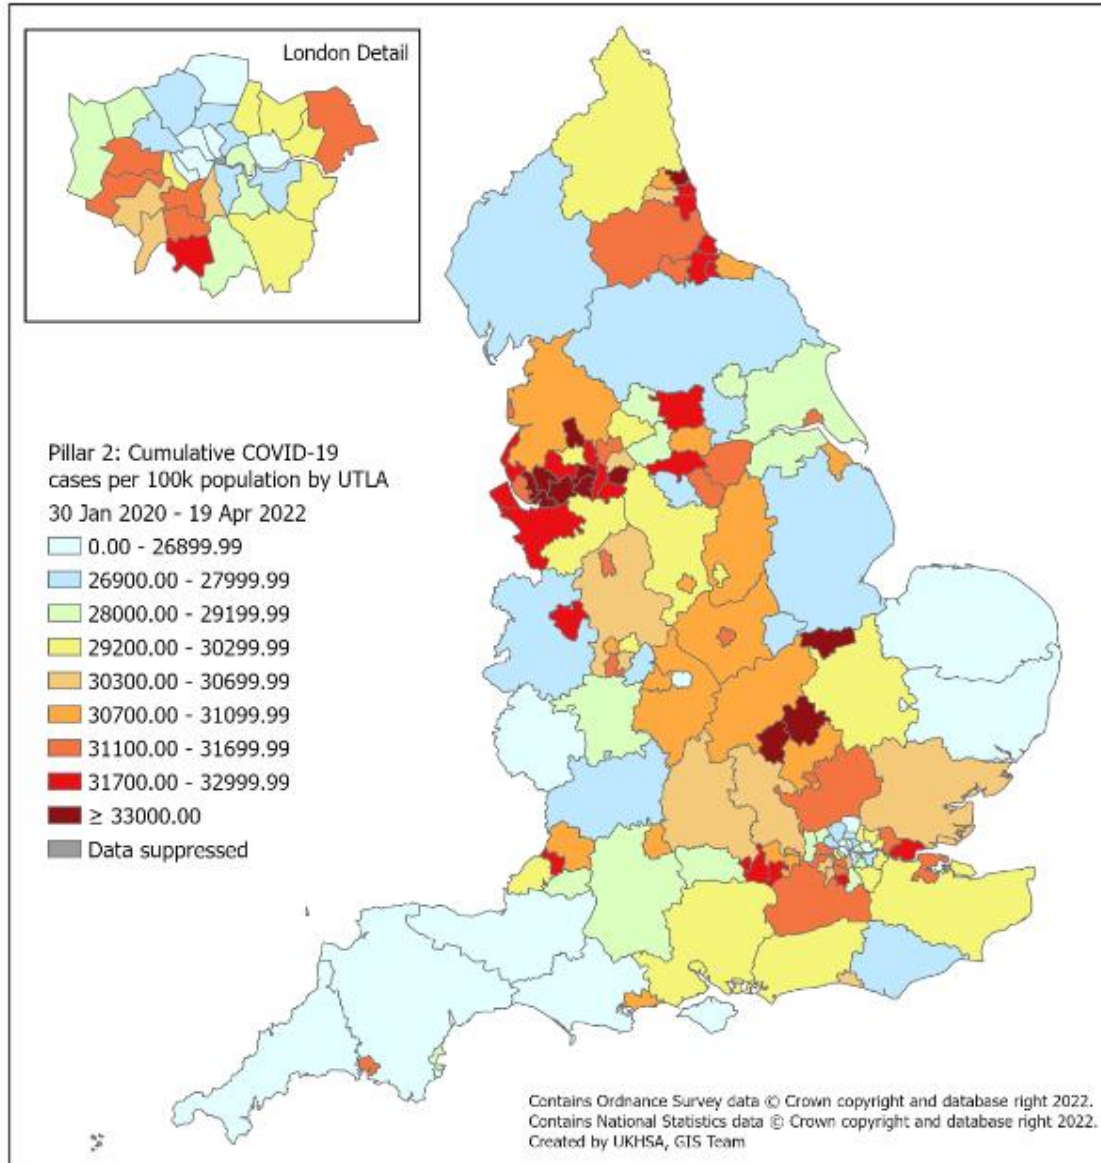 London Detail
Pillar 2: Cumulative COVID-19
cases per 100k population by UTLA
30 Jan 2020 - 19 Apr 2022
0.00 - 26899.99
26900.00 - 27999.99
28000.00 - 29199.99
29200.00 - 30299.99
30300.00 - 30699.99
30700.00 - 31099.99
31100.00 - 31699.99
31700.00 - 32999.99
≥ 33000.00
Data suppressed
Contains Ordnance Survey data © Crown copyright and database right 2022.
Contains National Statistics data © Crown copyright and database right 2022.
Created by UKHSA, GIS Team